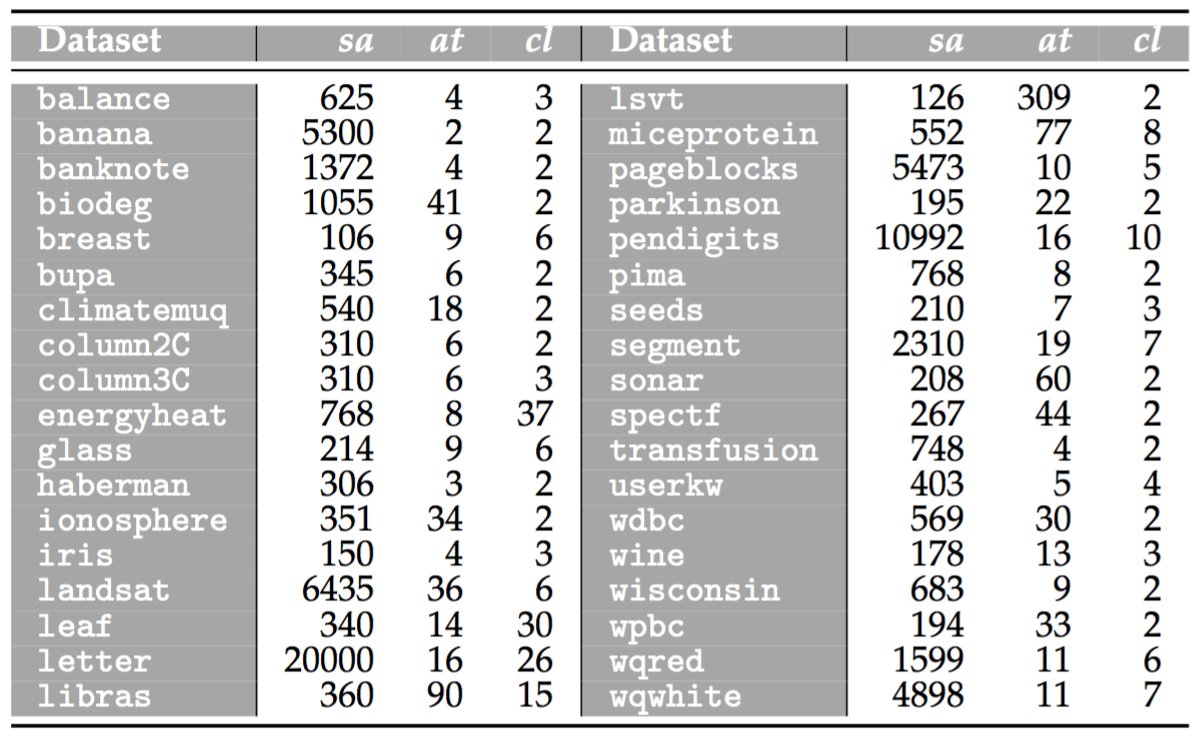 Dataset sa at cl Dataset sa at cl
balance 625 4 3 lsvt 126 309 2
banana 5300 2 2 miceprotein 552 77 8
banknote 1372 4 2 pageblocks 5473 10 5
biodeg 1055 41 2 parkinson 195 22 2
breast 106 9 6 pendigits 10992 16 10
bupa 345 6 2 pima 768 8 2
climatemuq 540 18 2 seeds 210 7 3
column2C 310 6 2 segment 2310 19 7
column3C 310 6 3 sonar 208 60 2
energyheat 768 8 37 spectf 267 44 2
glass 214 9 6 transfusion 748 4 2
haberman 306 3 2 userkw 403 5 4
ionosphere 351 34 2 wdbc 569 30 2
iris 150 4 3 wine 178 13 3
landsat 6435 36 6 wisconsin 683 9 2
leaf 340 14 30 wpbc 194 33 2
letter 20000 16 26 wqred 1599 11 6
libras 360 90 15 wqwhite 4898 11 7